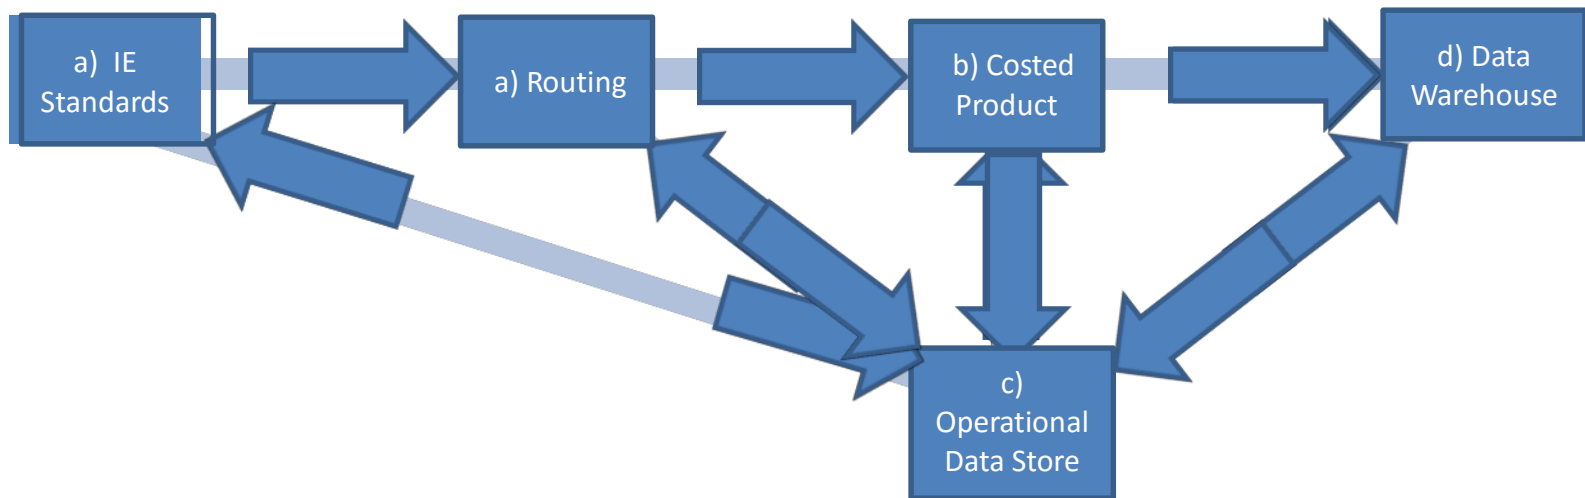 a) IE
Standards
a) Routing
b) Costed
Product
d) Data
Warehouse
c)
Operational
Data Store